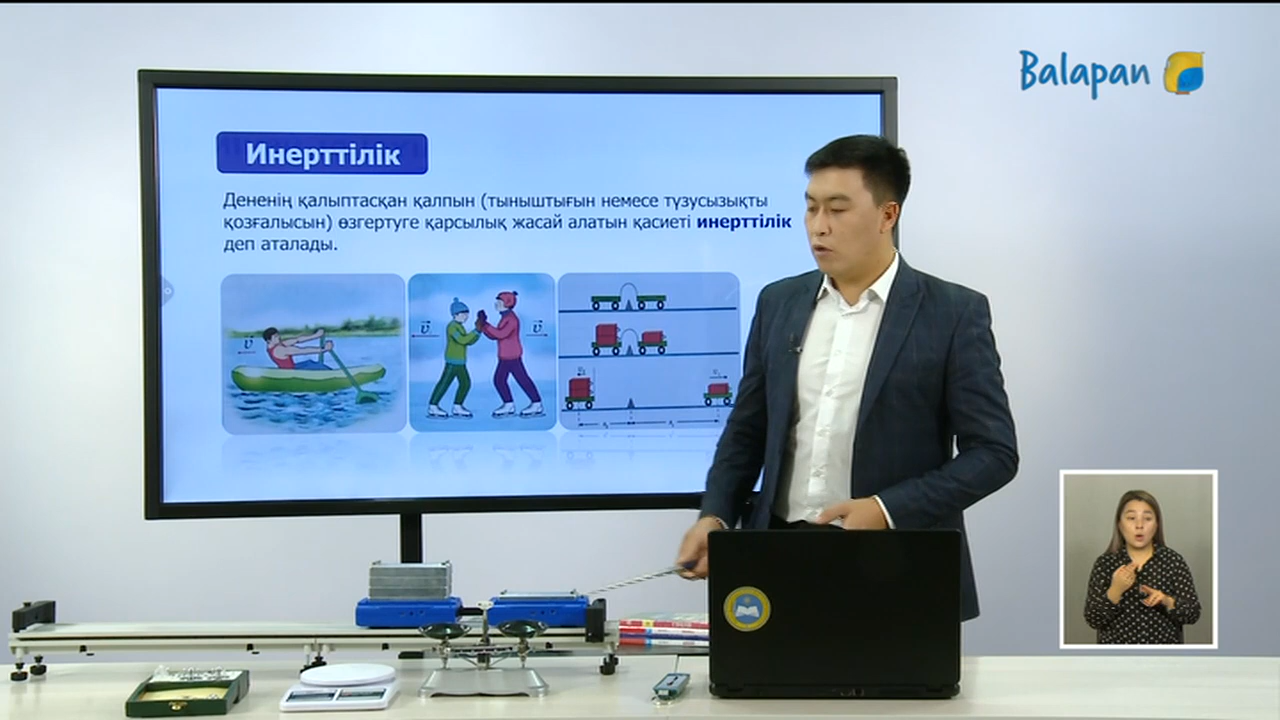 Balapan
Инерттілік
Дененің қалыптасқан қалпын (тыныштығын немесе түзусызықты
қозғалысын) өзгертуге қарсылық жасай алатын қасиеті инерттілік
деп аталады.